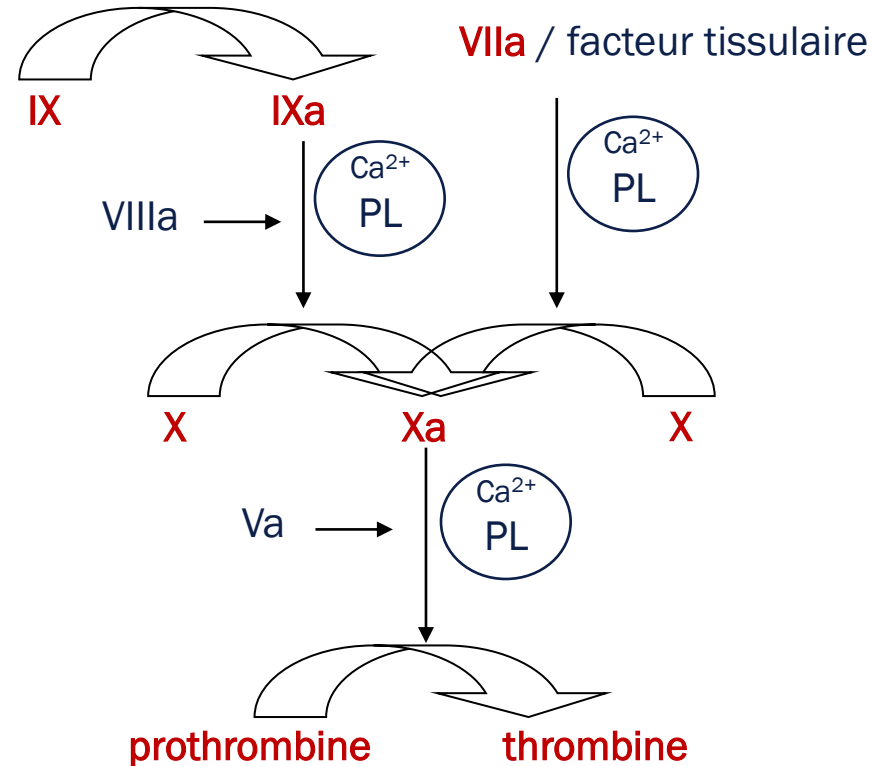 VIIa / facteur tissulaire
IX IXa
Ca²⁺
PL
Ca²⁺
PL
VIIIa
X Xa X
Ca²⁺
PL
Va
prothrombine thrombine